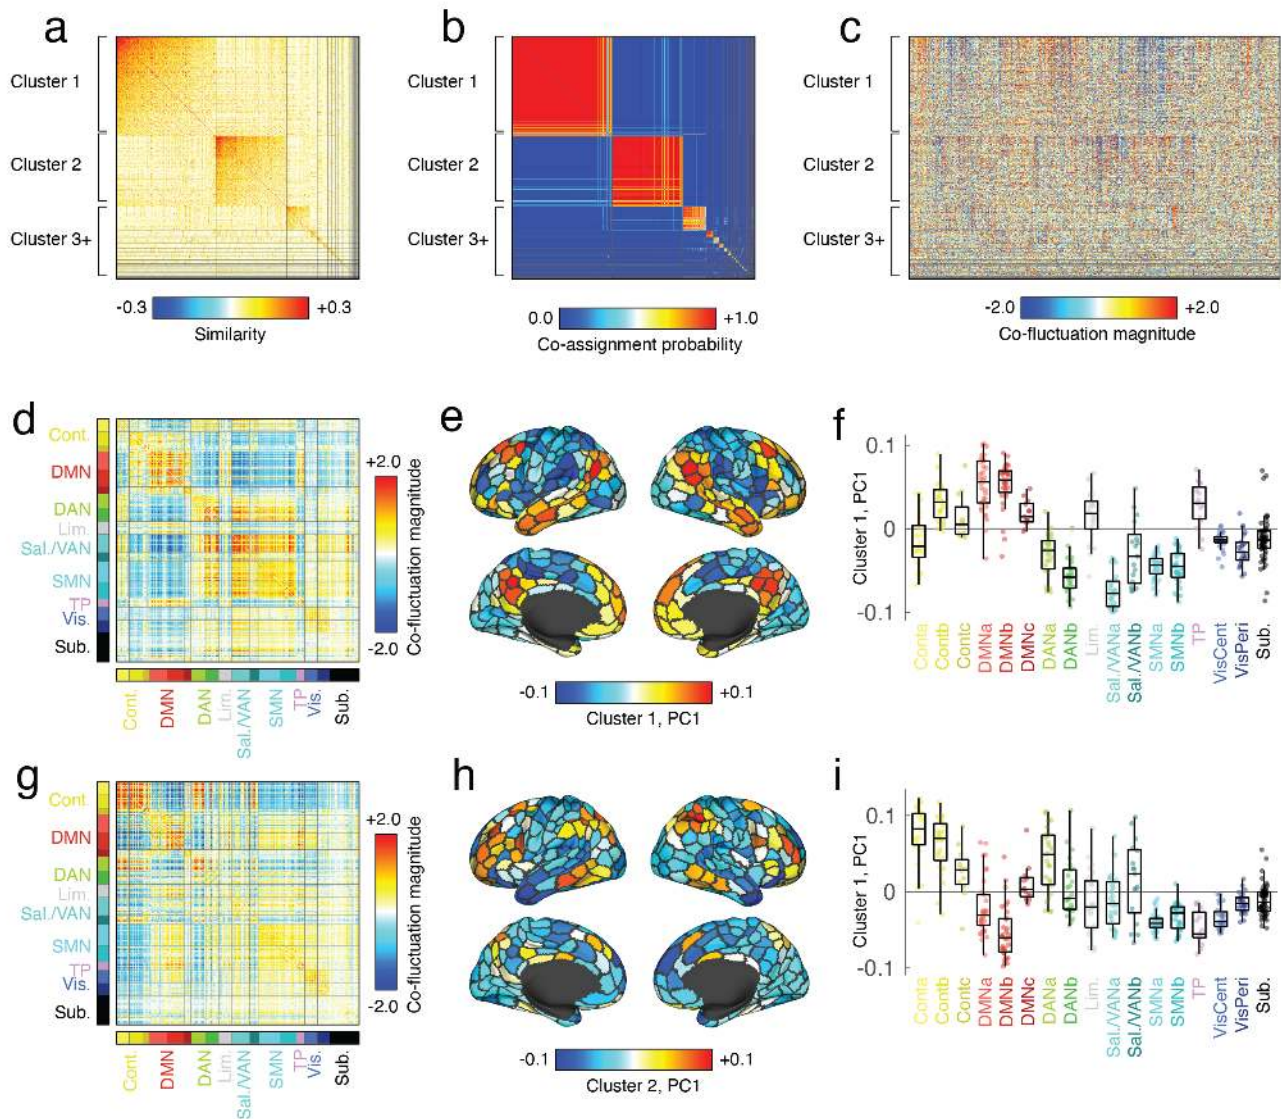 a
b
c
Cluster 1
Cluster 2
Cluster 3+
-0.3
+0.3
Similarity
Cluster 1
Cluster 2
Cluster 3+
0.0
+1.0
Co-assignment probability
Cluster 1
Cluster 2
Cluster 3+
-2.0
+2.0
Co-fluctuation magnitude
d
Cont.
DMN
DAN
Lim.
Sal./VAN
SMN
TP
Vis.
Sub.
Cont.
DMN
DAN
Lim.
Sal./VAN
SMN
TP
Vis.
Sub.
+2.0
-2.0
Co-fluctuation magnitude
e
-0.1
+0.1
Cluster 1, PC1
f
Cluster 1, PC1
0.1
0
-0.1
Conta
Contb
Contc
DMNa
DMNb
DMNc
DANa
DANb
Lim.
Sal./VANa
Sal./VANb
SMNa
SMNb
TP
VisCent
VisPeri
Sub.
g
Cont.
DMN
DAN
Lim.
Sal./VAN
SMN
TP
Vis.
Sub.
Cont.
DMN
DAN
Lim.
Sal./VAN
SMN
TP
Vis.
Sub.
+2.0
-2.0
Co-fluctuation magnitude
h
-0.1
+0.1
Cluster 2, PC1
i
Cluster 1, PC1
0.1
0
-0.1
Conta
Contb
Contc
DMNa
DMNb
DMNc
DANa
DANb
Lim.
Sal./VANa
Sal./VANb
SMNa
SMNb
TP
VisCent
VisPeri
Sub.